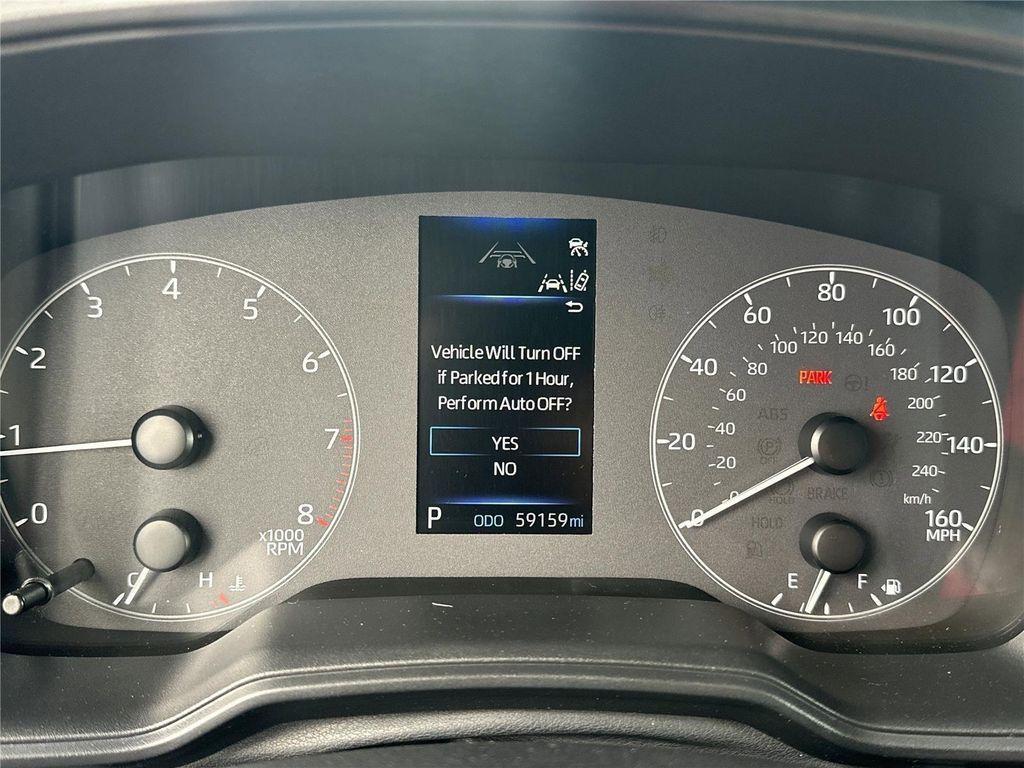 Vehicle Will Turn OFF
if Parked for 1 Hour,
Perform Auto OFF?
YES
NO
P ODO 59159 mi
0
1
2
3
4
5
6
7
8
x1000
RPM
C H
0
20
40
60
80
100
120
140
160
MPH
0
20
40
60
80
100
120
140
160
180
200
220
240
km/h
PARK
ABS
BRAKE
HOLD
E F